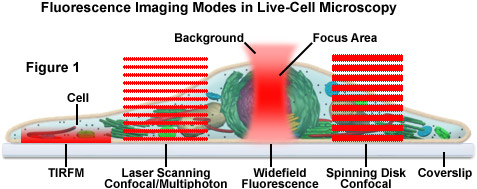 Fluorescence Imaging Modes in Live-Cell Microscopy
Background
Focus Area
Figure 1
Cell
TIRFM
Laser Scanning
Confocal/Multiphoton
Widefield
Fluorescence
Spinning Disk
Confocal
Coverslip